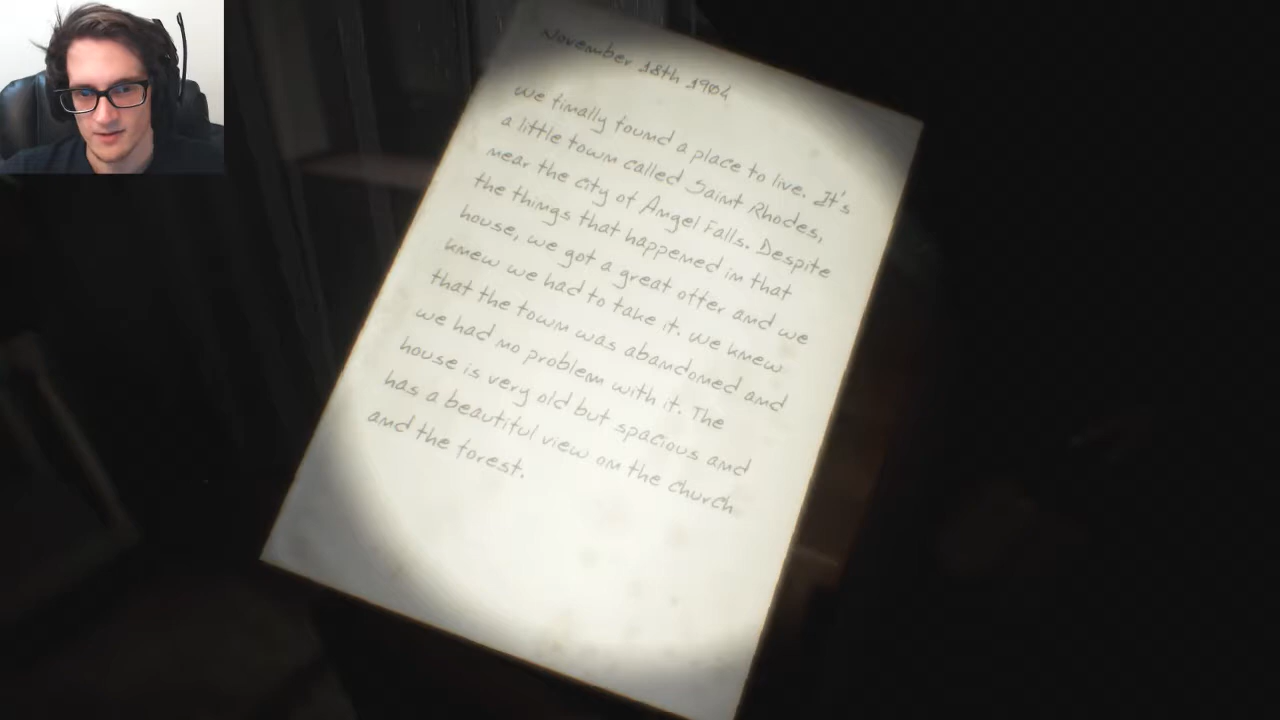 November 18th 1904
We finally found a place to live. It's
a little town called Saint Rhodes,
near the city of Angel Falls. Despite
the things that happened in that
house, we got a great offer and we
knew we had to take it. We knew
that the town was abandoned and
we had no problem with it. The
house is very old but spacious and
has a beautiful view on the church
and the forest.